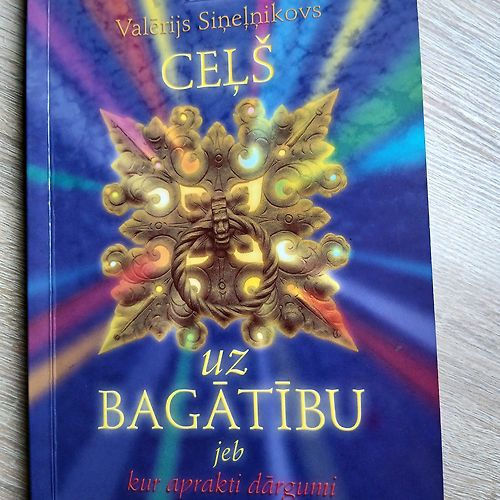 Valērijs Siņeļņikovs
CEĻŠ
uz
BAGĀTĪBU
jeb
kur aprakti dārgumi